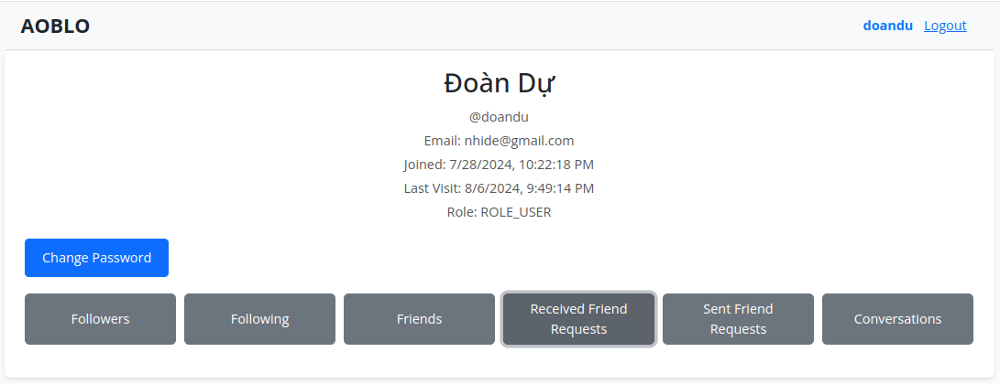 AOBLO
doandu Logout
Đoàn Dự
@doandu
Email: nhide@gmail.com
Joined: 7/28/2024, 10:22:18 PM
Last Visit: 8/6/2024, 9:49:14 PM
Role: ROLE_USER
Change Password
Followers
Following
Friends
Received Friend
Requests
Sent Friend
Requests
Conversations